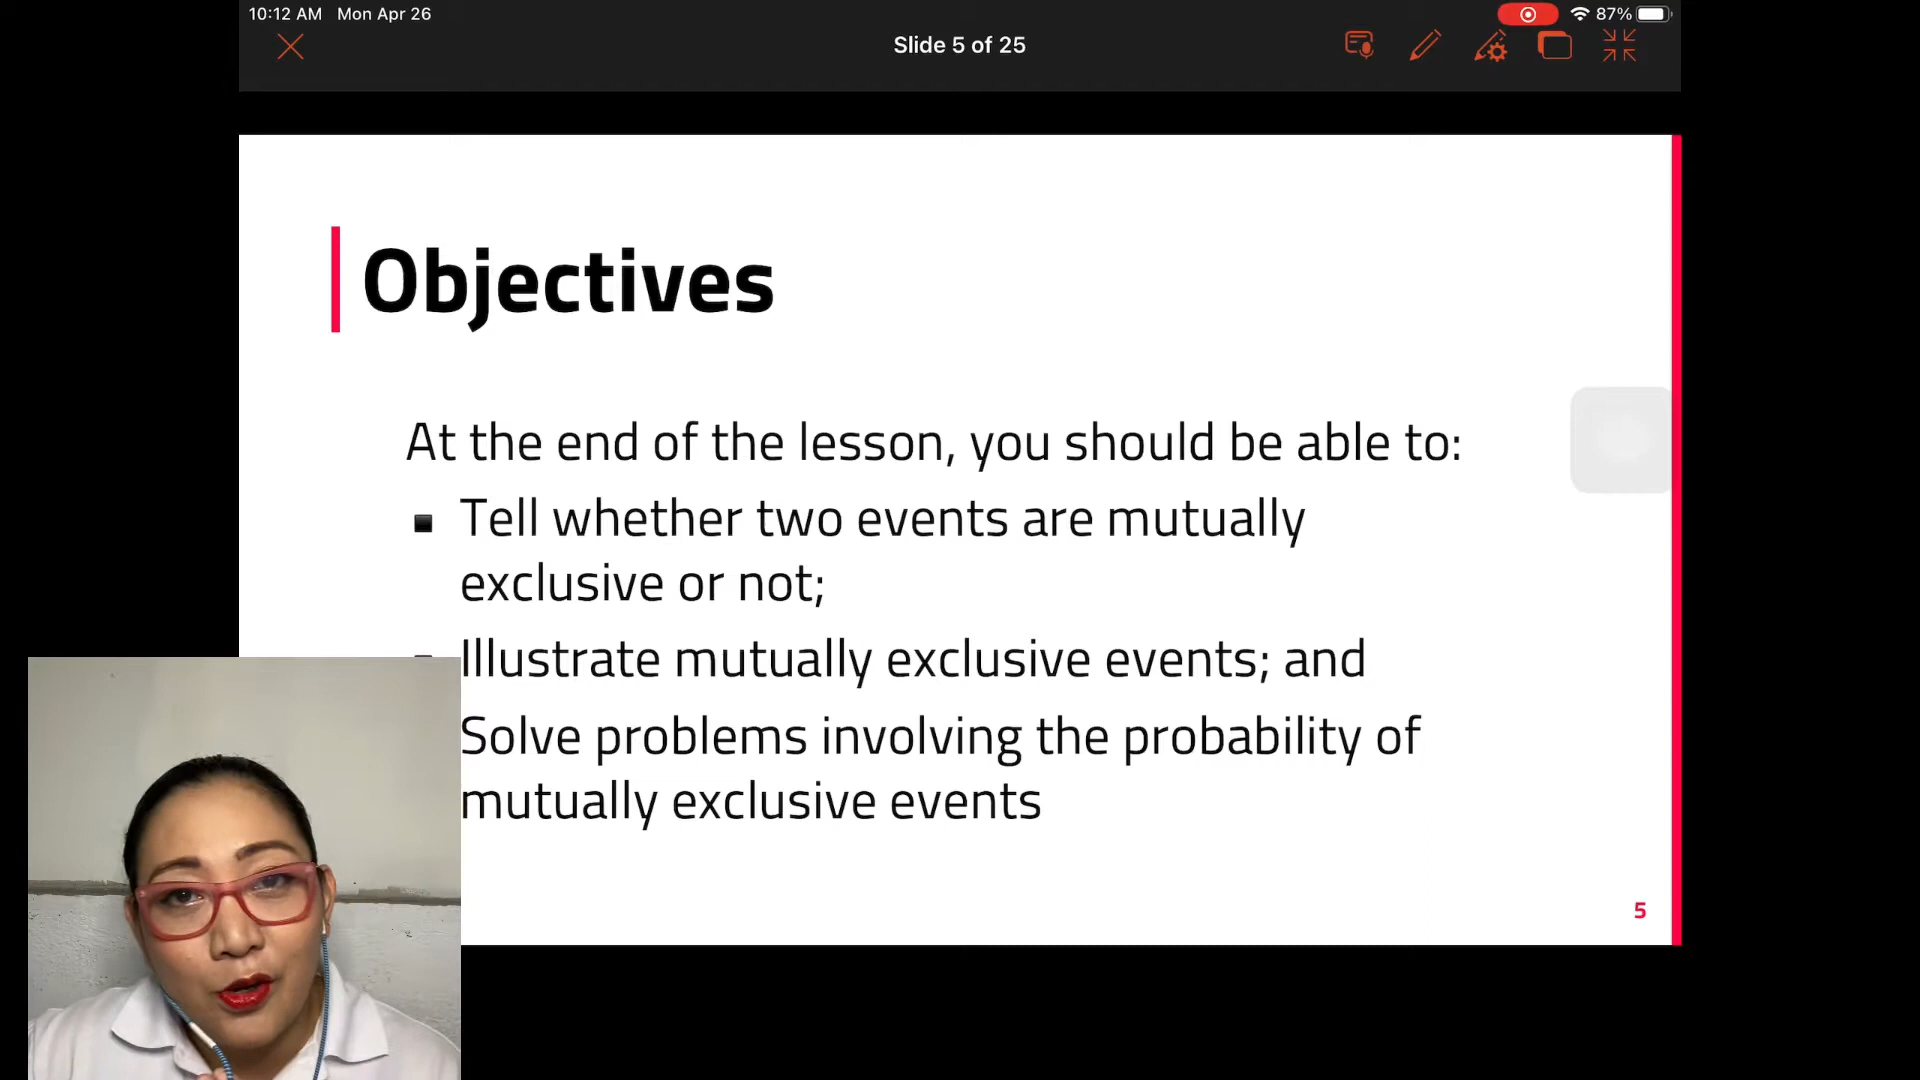 10:12 AM Mon Apr 26
87%
Slide 5 of 25
Objectives
At the end of the lesson, you should be able to:
▪ Tell whether two events are mutually
exclusive or not;
Illustrate mutually exclusive events; and
Solve problems involving the probability of
mutually exclusive events
5